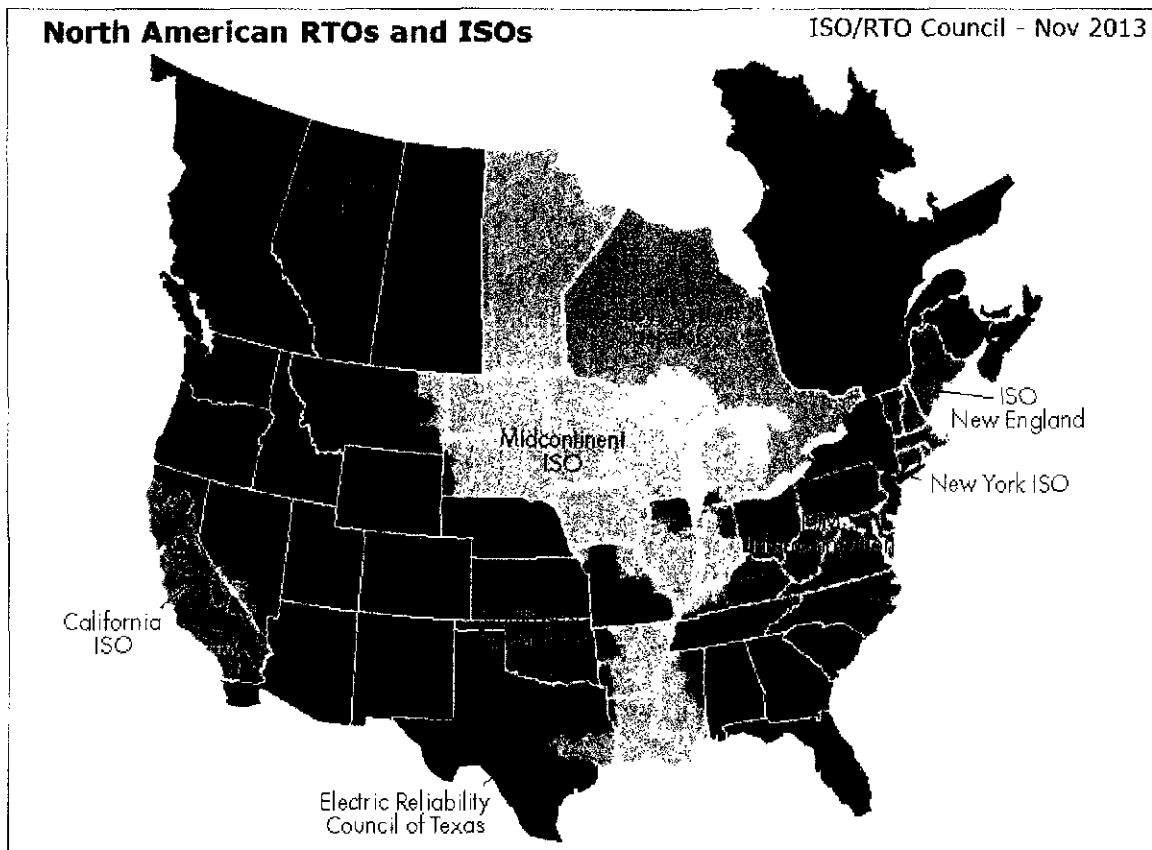 North American RTOs and ISOs
ISO/RTO Council - Nov 2013
ISO
New England
Midcontinent
ISO
New York ISO
California
ISO
Electric Reliability
Council of Texas